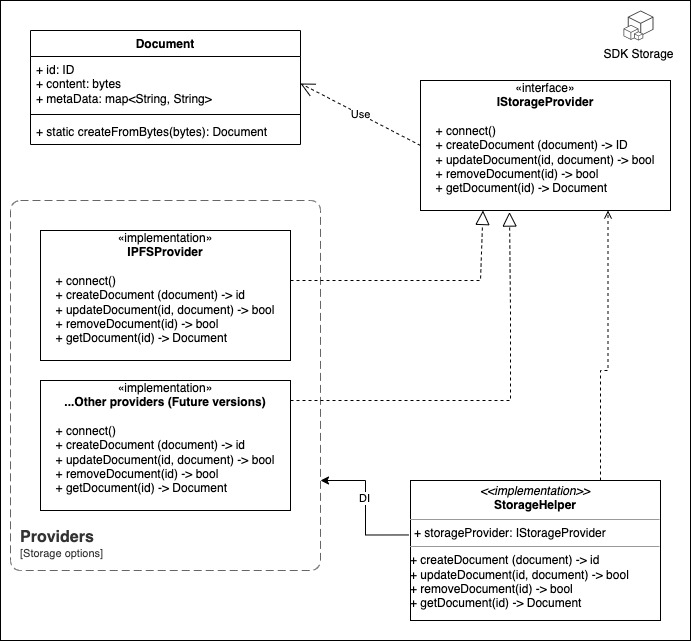 SDK Storage
Document
+ id: ID
+ content: bytes
+ metaData: map<String, String>
+ static createFromBytes(bytes): Document
Use
«interface»
IStorageProvider
+ connect()
+ createDocument (document) -> ID
+ updateDocument(id, document) -> bool
+ removeDocument(id) -> bool
+ getDocument(id) -> Document
«implementation»
IPFSProvider
+ connect()
+ createDocument (document) -> id
+ updateDocument(id, document) -> bool
+ removeDocument(id) -> bool
+ getDocument(id) -> Document
«implementation»
...Other providers (Future versions)
+ connect()
+ createDocument (document) -> id
+ updateDocument(id, document) -> bool
+ removeDocument(id) -> bool
+ getDocument(id) -> Document
Providers
[Storage options]
DI
<<implementation>>
StorageHelper
+ storageProvider: IStorageProvider
+ createDocument (document) -> id
+ updateDocument(id, document) -> bool
+ removeDocument(id) -> bool
+ getDocument(id) -> Document